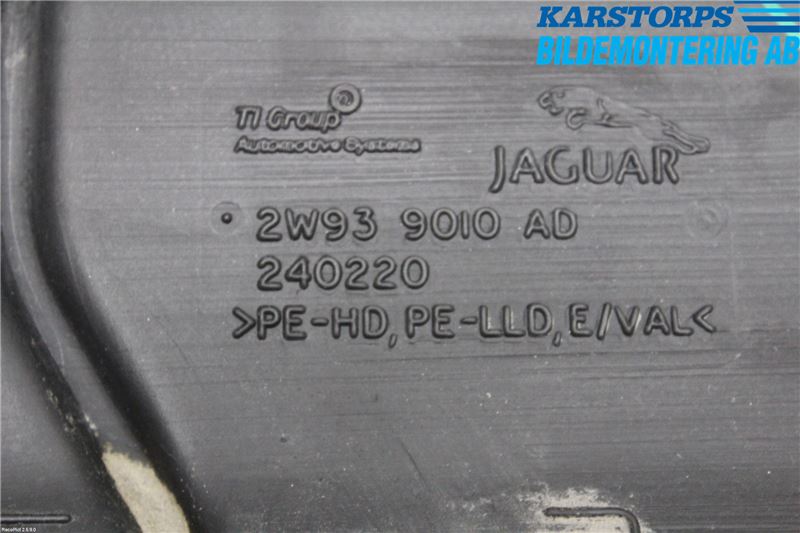 KARSTORPS
BILDEMONTERING AB
TI Group
Automotive Systems
JAGUAR
2W93 9010 AD
240220
>PE-HD, PE-LLD, E/VAL<